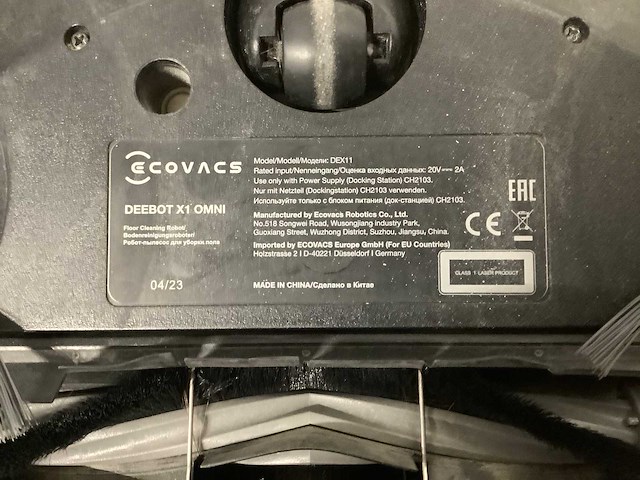 ECOVACS
DEEBOT X1 OMNI
Floor Cleaning Robot/
Bodenreinigungsroboter/
Робот-пылесос для уборки пола
04/23
Model/Modell/Модели: DEX11
Rated input/Nenneingang/Оценка входных данных: 20V 2A
Use only with Power Supply (Docking Station) CH2103.
Nur mit Netzteil (Dockingstation) CH2103 verwenden.
Используйте только с блоком питания (док-станцией) CH2103.
Manufactured by Ecovacs Robotics Co., Ltd.
No.518 Songwei Road, Wusongjiang Industry Park,
Guoxiang Street, Wuzhong District, Suzhou, Jiangsu, China.
Imported by ECOVACS Europe GmbH (For EU Countries)
Holzstrasse 2 I D-40221 Düsseldorf I Germany
MADE IN CHINA/Сделано в Китае
EAC
CE
CLASS 1 LASER PRODUCT